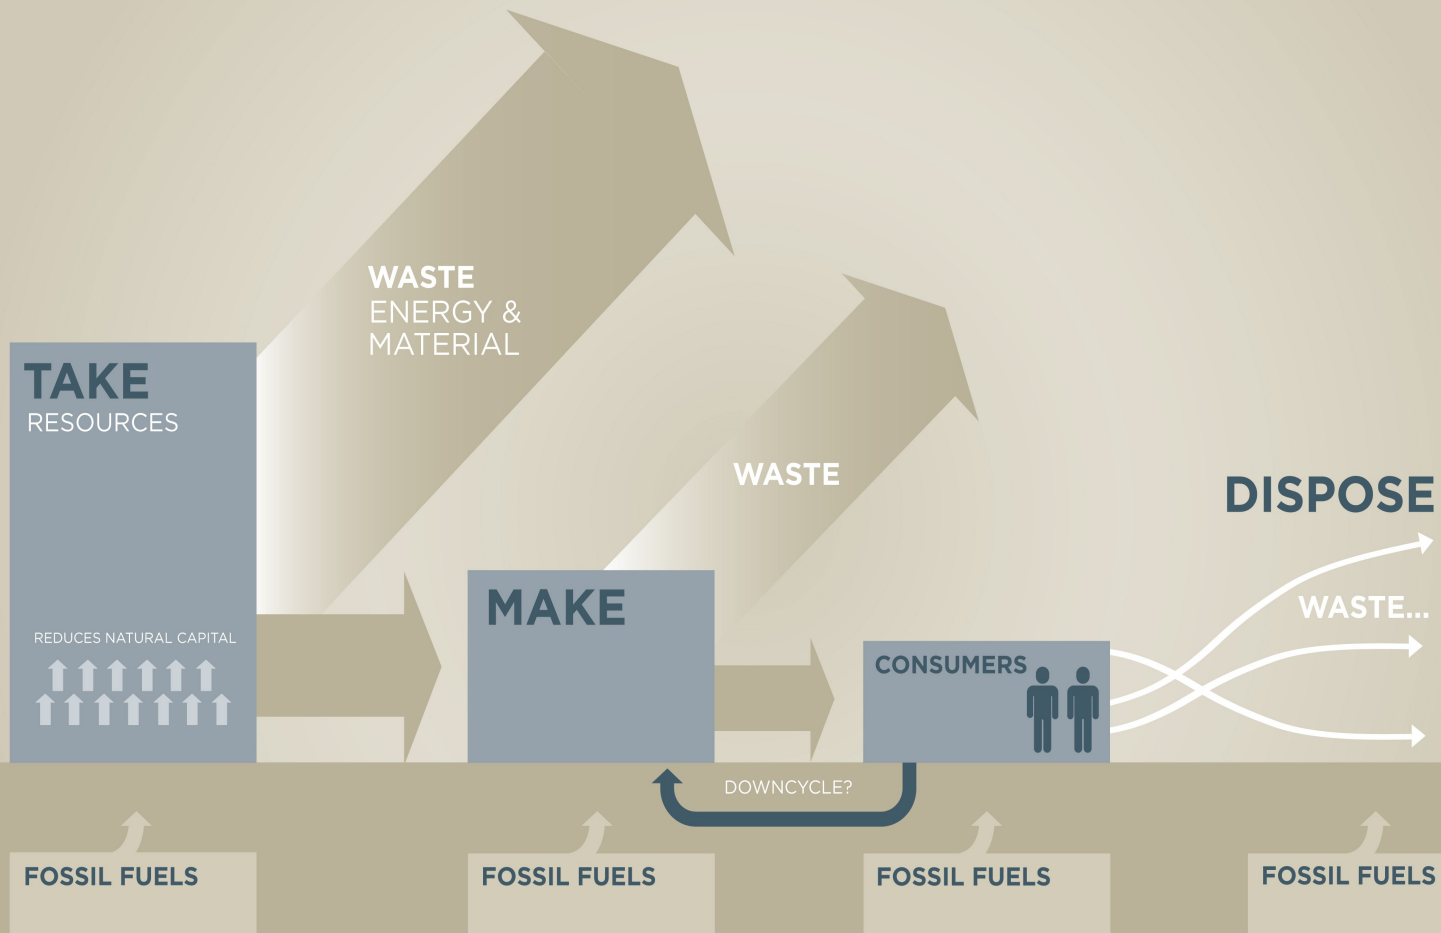 WASTE
ENERGY &
MATERIAL
TAKE
RESOURCES
REDUCES NATURAL CAPITAL
WASTE
MAKE
CONSUMERS
DISPOSE
WASTE...
DOWNCYCLE?
FOSSIL FUELS
FOSSIL FUELS
FOSSIL FUELS
FOSSIL FUELS